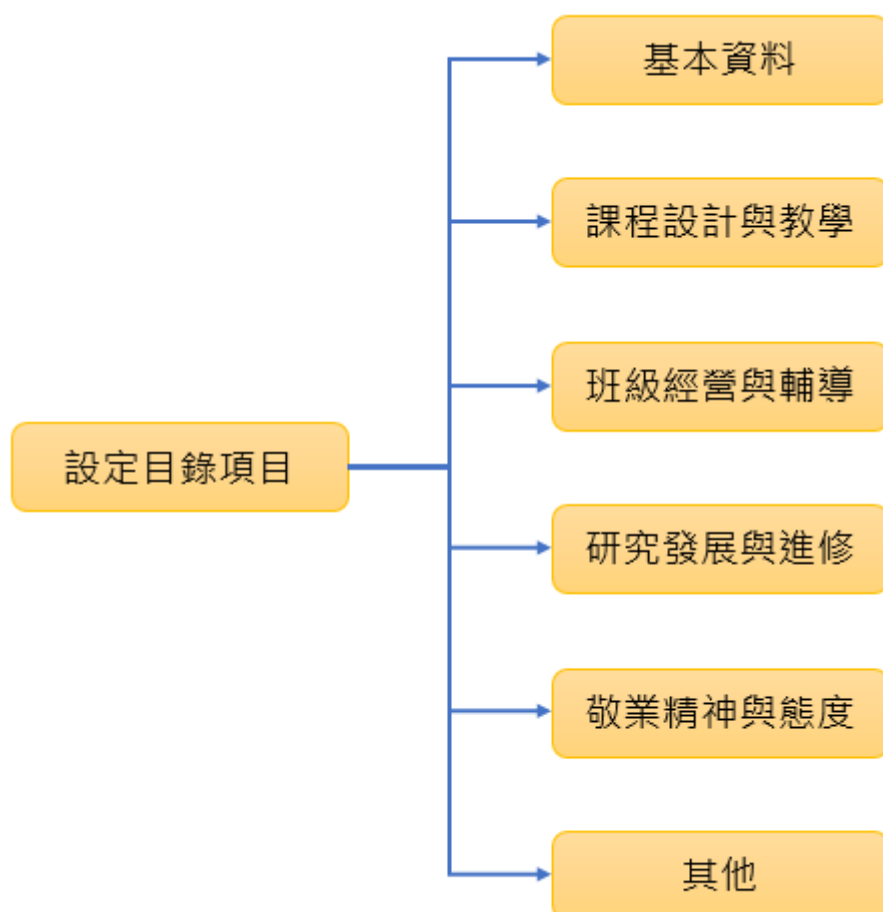 基本資料
課程設計與教學
班級經營與輔導
設定目錄項目
研究發展與進修
敬業精神與態度
其他